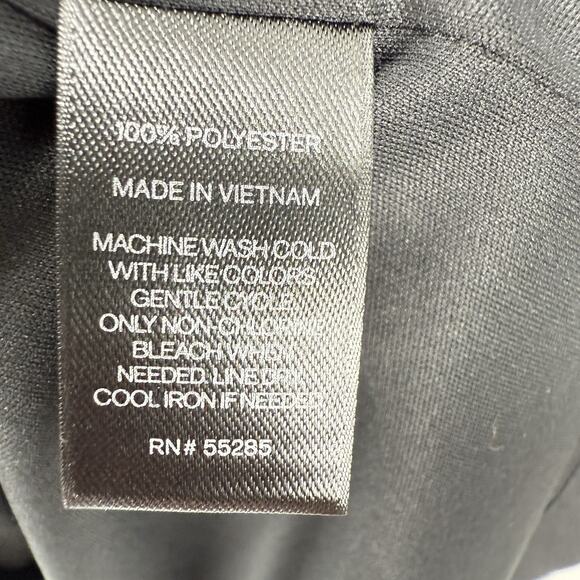 100% POLYESTER
MADE IN VIETNAM
MACHINE WASH COLD
WITH LIKE COLORS
GENTLE CYCLE
ONLY NON-CHLORINE
BLEACH WHEN
NEEDED. LINE DRY,
COOL IRON IF NEEDED
RN# 55285